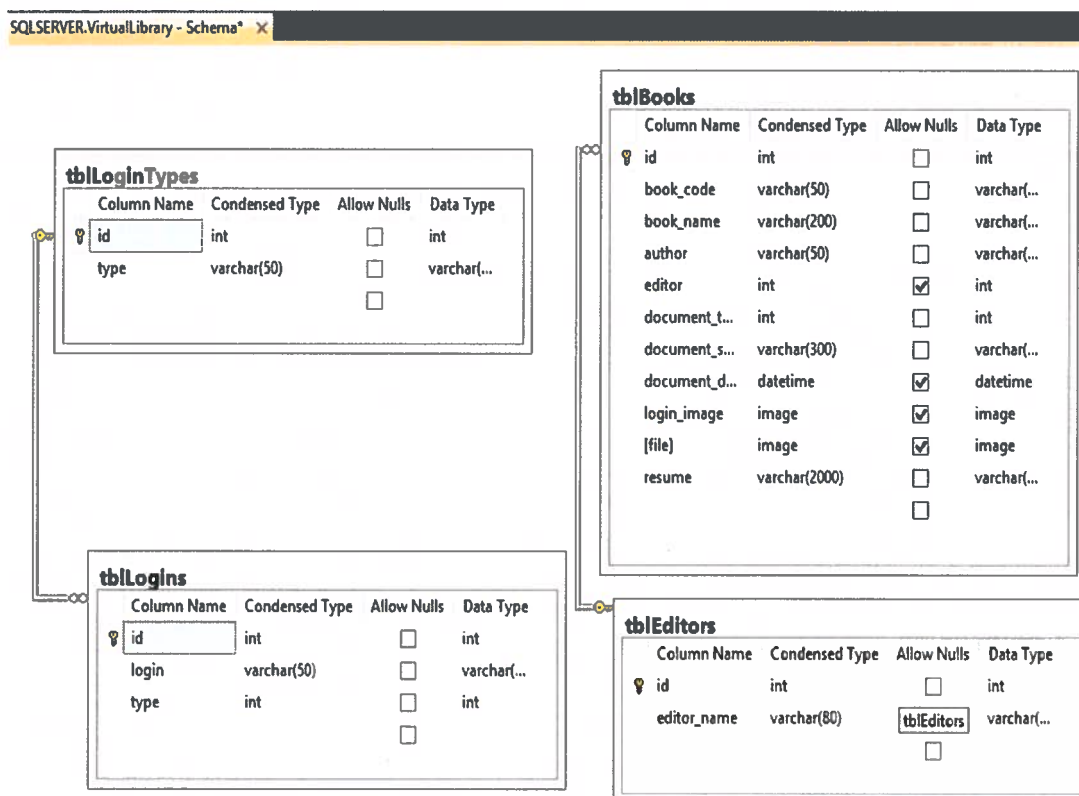 SQLSERVER.VirtualLibrary - Schema* X
tblLoginTypes
Column Name Condensed Type Allow Nulls Data Type
id int int
type varchar(50) varchar(...
tblLogins
Column Name Condensed Type Allow Nulls Data Type
id int int
login varchar(50) varchar(...
type int int
tblBooks
Column Name Condensed Type Allow Nulls Data Type
id int int
book_code varchar(50) varchar(...
book_name varchar(200) varchar(...
author varchar(50) varchar(...
editor int int
document_t... int int
document_s... varchar(300) varchar(...
document_d... datetime datetime
login_image image image
[file] image image
resume varchar(2000) varchar(...
tblEditors
Column Name Condensed Type Allow Nulls Data Type
id int int
editor_name varchar(80) tblEditors varchar(...